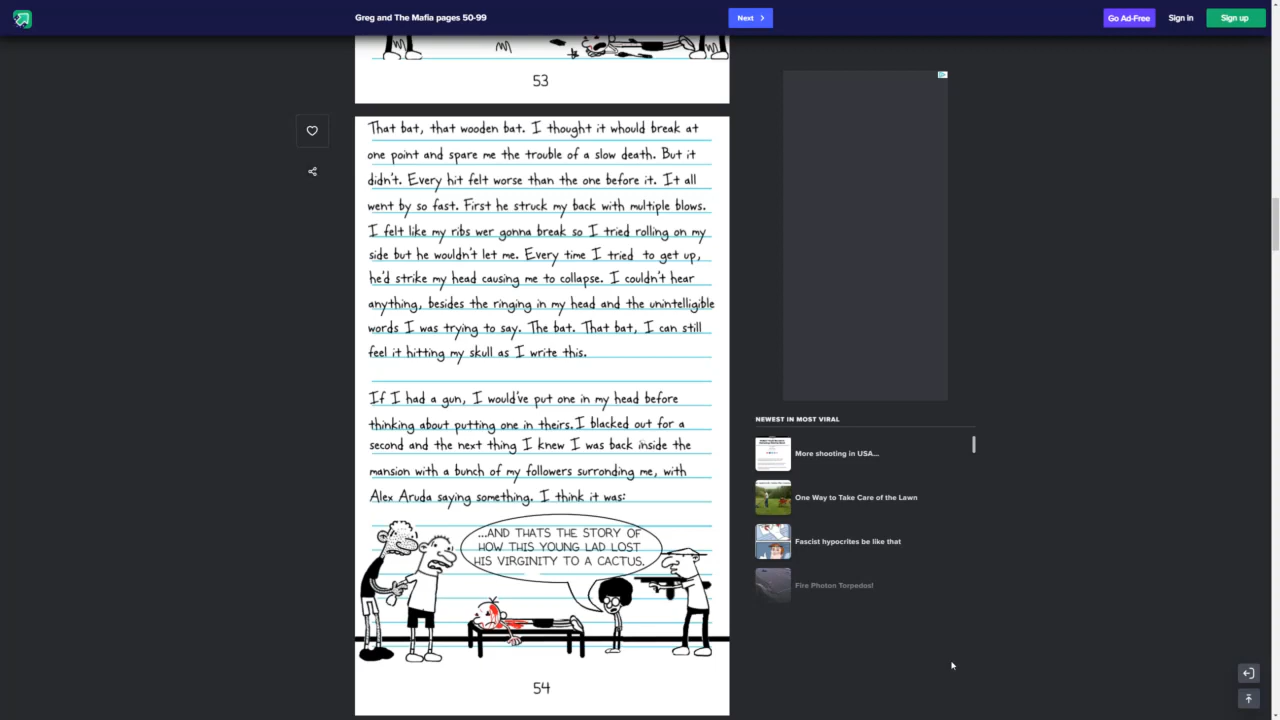 Greg and The Mafia pages 50-99
Next
Go Ad-Free
Sign in
Sign up
53
That bat, that wooden bat. I thought it whould break at
one point and spare me the trouble of a slow death. But it
didn't. Every hit felt worse than the one before it. It all
went by so fast. First he struck my back with multiple blows.
I felt like my ribs wer gonna break so I tried rolling on my
side but he wouldn't let me. Every time I tried to get up,
he'd strike my head causing me to collapse. I couldn't hear
anything, besides the ringing in my head and the unintelligible
words I was trying to say. The bat. That bat, I can still
feel it hitting my skull as I write this.
If I had a gun, I would've put one in my head before
thinking about putting one in theirs. I blacked out for a
second and the next thing I knew I was back inside the
mansion with a bunch of my followers surronding me, with
Alex Aruda saying something. I think it was:
...AND THATS THE STORY OF
HOW THIS YOUNG LAD LOST
HIS VIRGINITY TO A CACTUS.
54
NEWEST IN MOST VIRAL
More shooting in USA...
One Way to Take Care of the Lawn
Fascist hypocrites be like that
Fire Photon Torpedos!